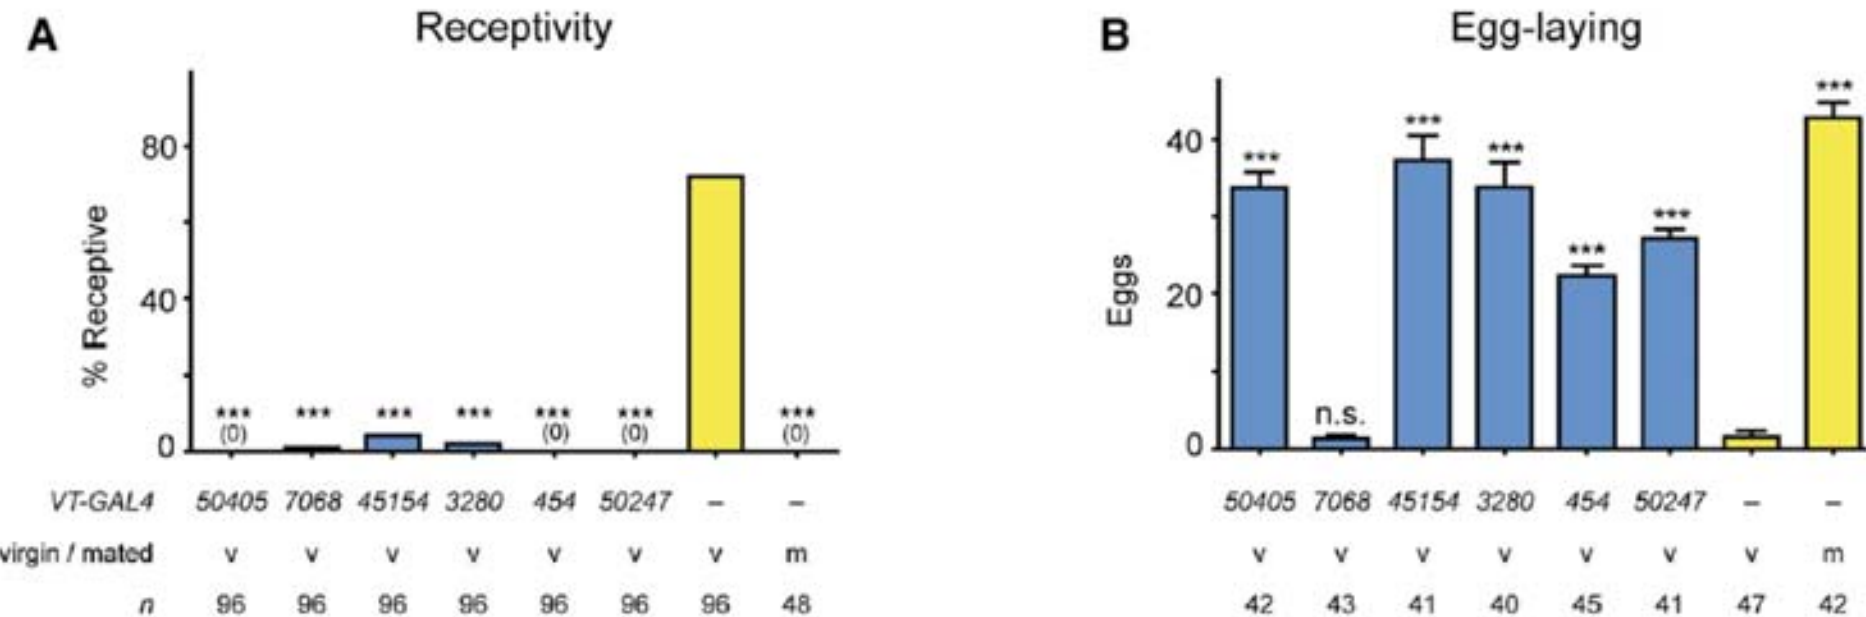 A
Receptivity
% Receptive
80
40
0
*** *** *** *** *** *** ***
(0) (0) (0) (0)
VT-GAL4 50405 7068 45154 3280 454 50247 – –
virgin / mated v v v v v v v m
n 96 96 96 96 96 96 96 48
B
Egg-laying
Eggs
40
20
0
*** n.s. *** *** *** *** ***
50405 7068 45154 3280 454 50247 – –
v v v v v v v m
42 43 41 40 45 41 47 42